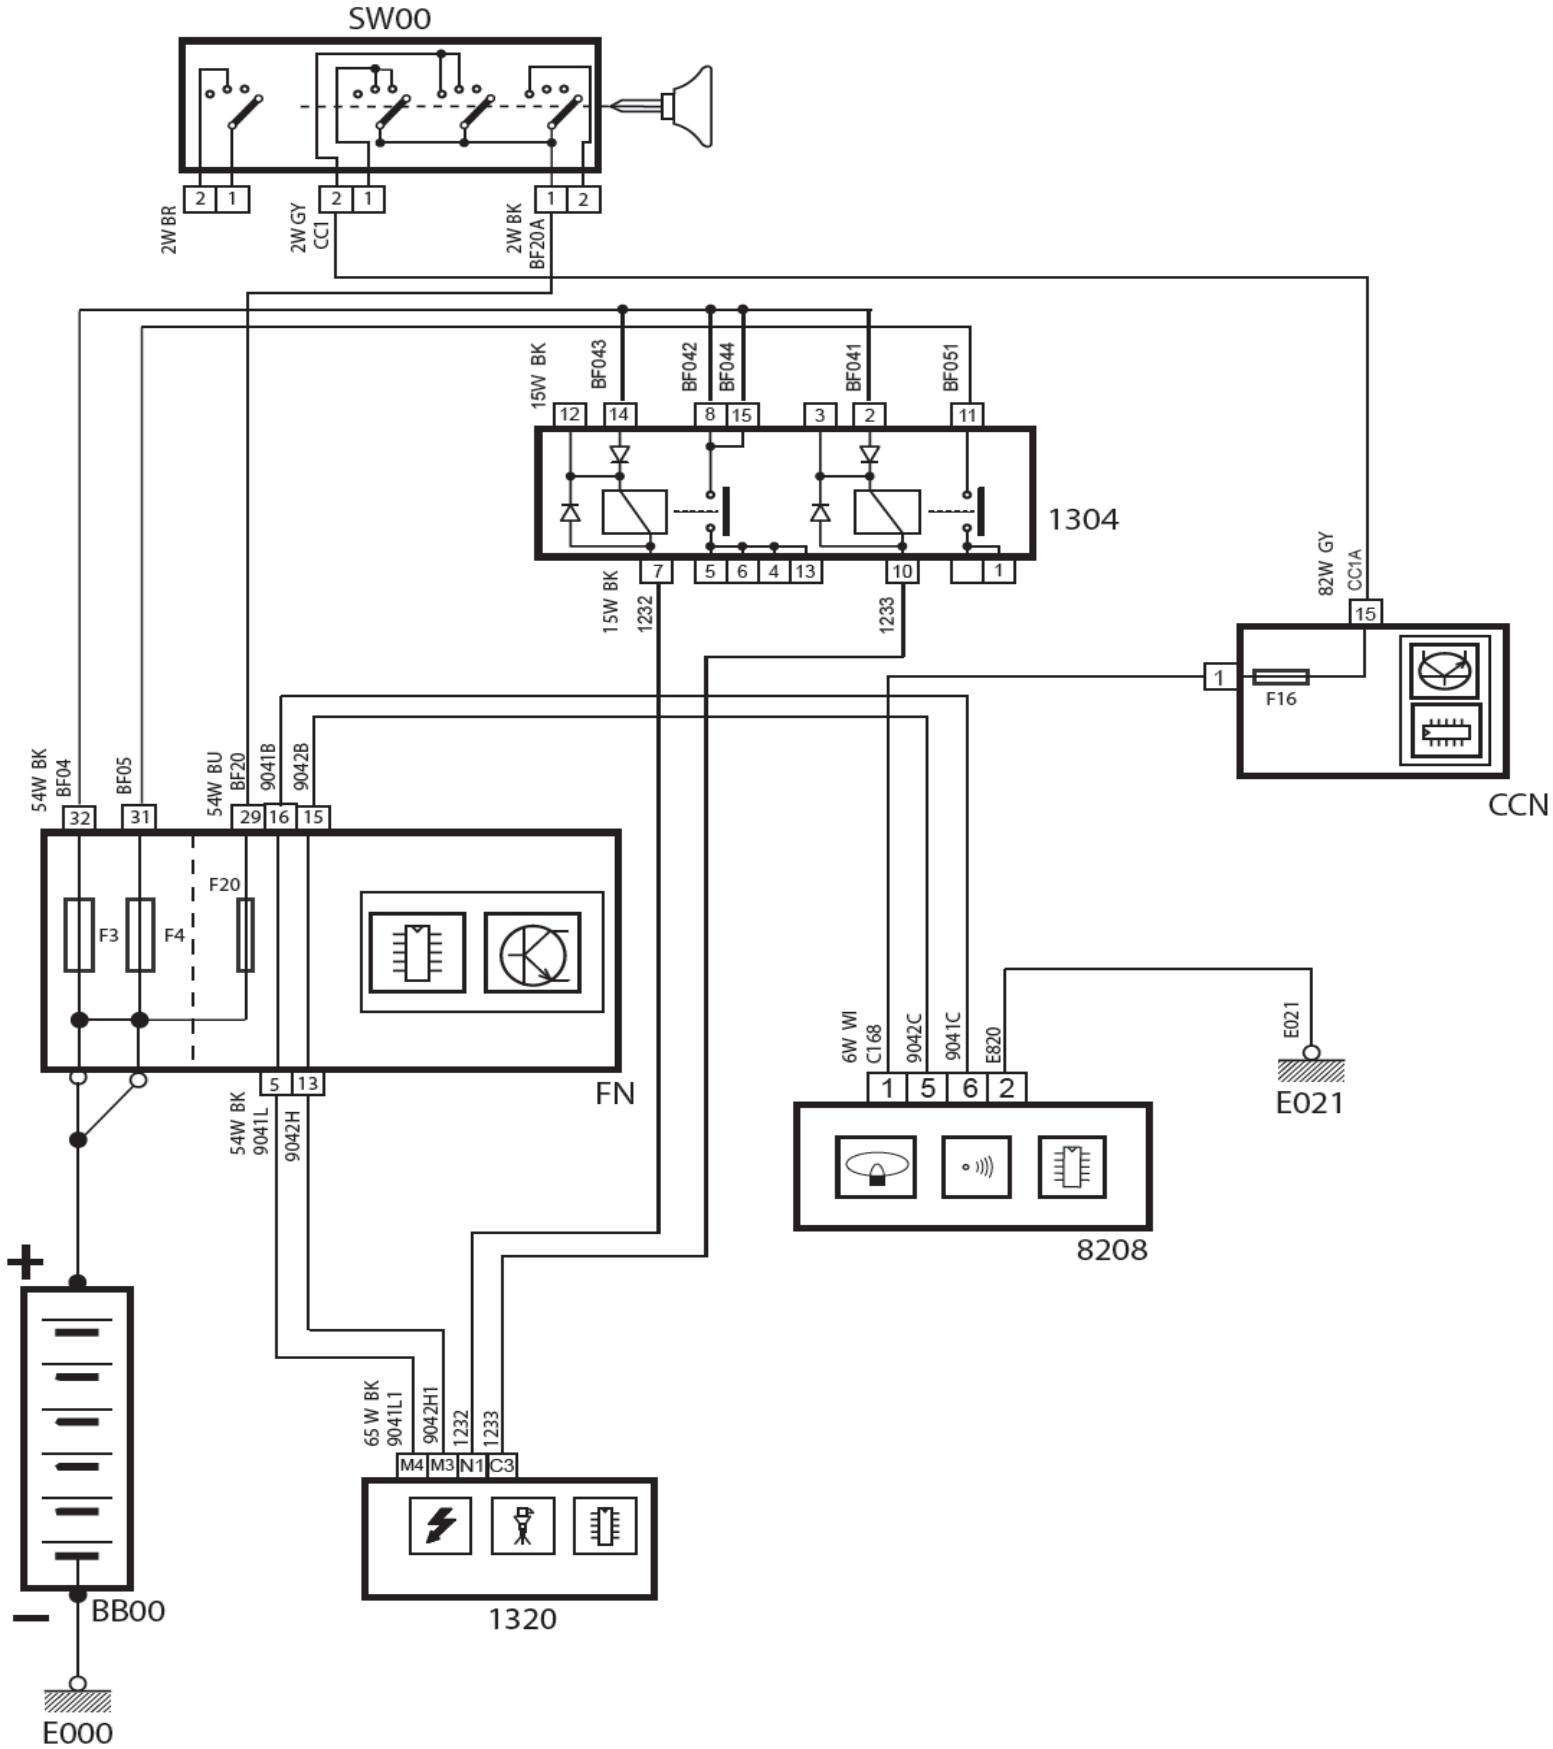 SW00
2 1 2 1 1 2
2W BR
2W GY
CC1
2W BK
BF20A
15W BK
BF043
BF042
BF044
BF041
BF051
12 14 8 15 3 2 11
1304
7 5 6 4 13 10 1
15W BK
1232
1233
82W GY
CC1A
15
1
F16
CCN
54W BK
BF04
BF05
54W BU
BF20
9041B
9042B
32 31 29 16 15
F20
F3
F4
5 13
FN
54W BK
9041L
9042H
6W WI
C168
9042C
9041C
E820
E021
1 5 6 2
E021
8208
+
65 W BK
9041L1
9042H1
1232
1233
M4 M3 N1 C3
1320
− BB00
E000